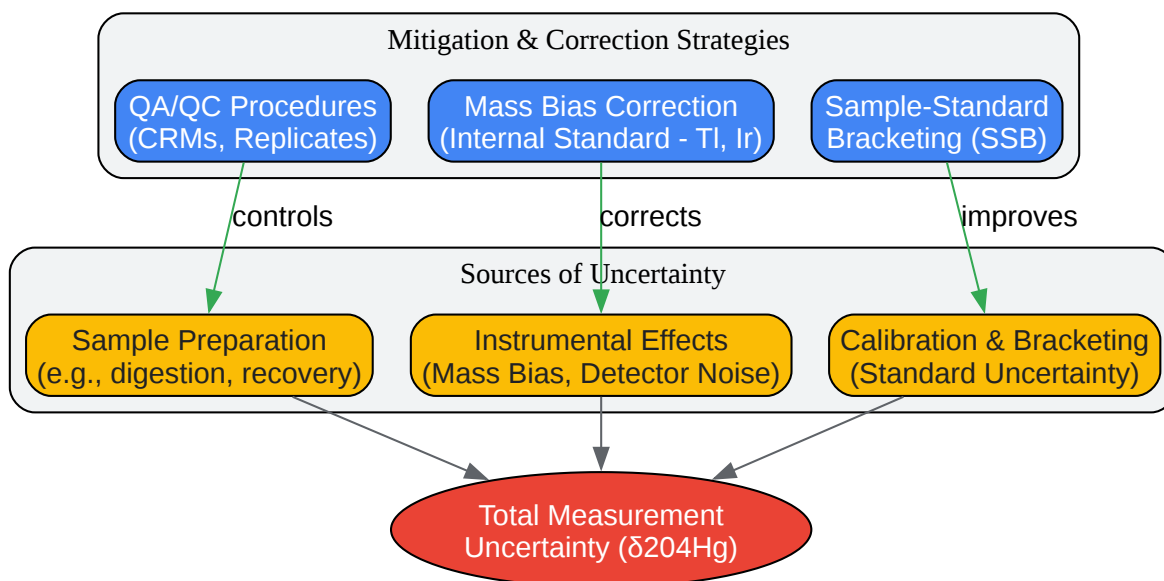 Mitigation & Correction Strategies
QA/QC Procedures
(CRMs, Replicates)
Mass Bias Correction
(Internal Standard - Tl, Ir)
Sample-Standard
Bracketing (SSB)
controls
corrects
improves
Sources of Uncertainty
Sample Preparation
(e.g., digestion, recovery)
Instrumental Effects
(Mass Bias, Detector Noise)
Calibration & Bracketing
(Standard Uncertainty)
Total Measurement
Uncertainty (δ204Hg)